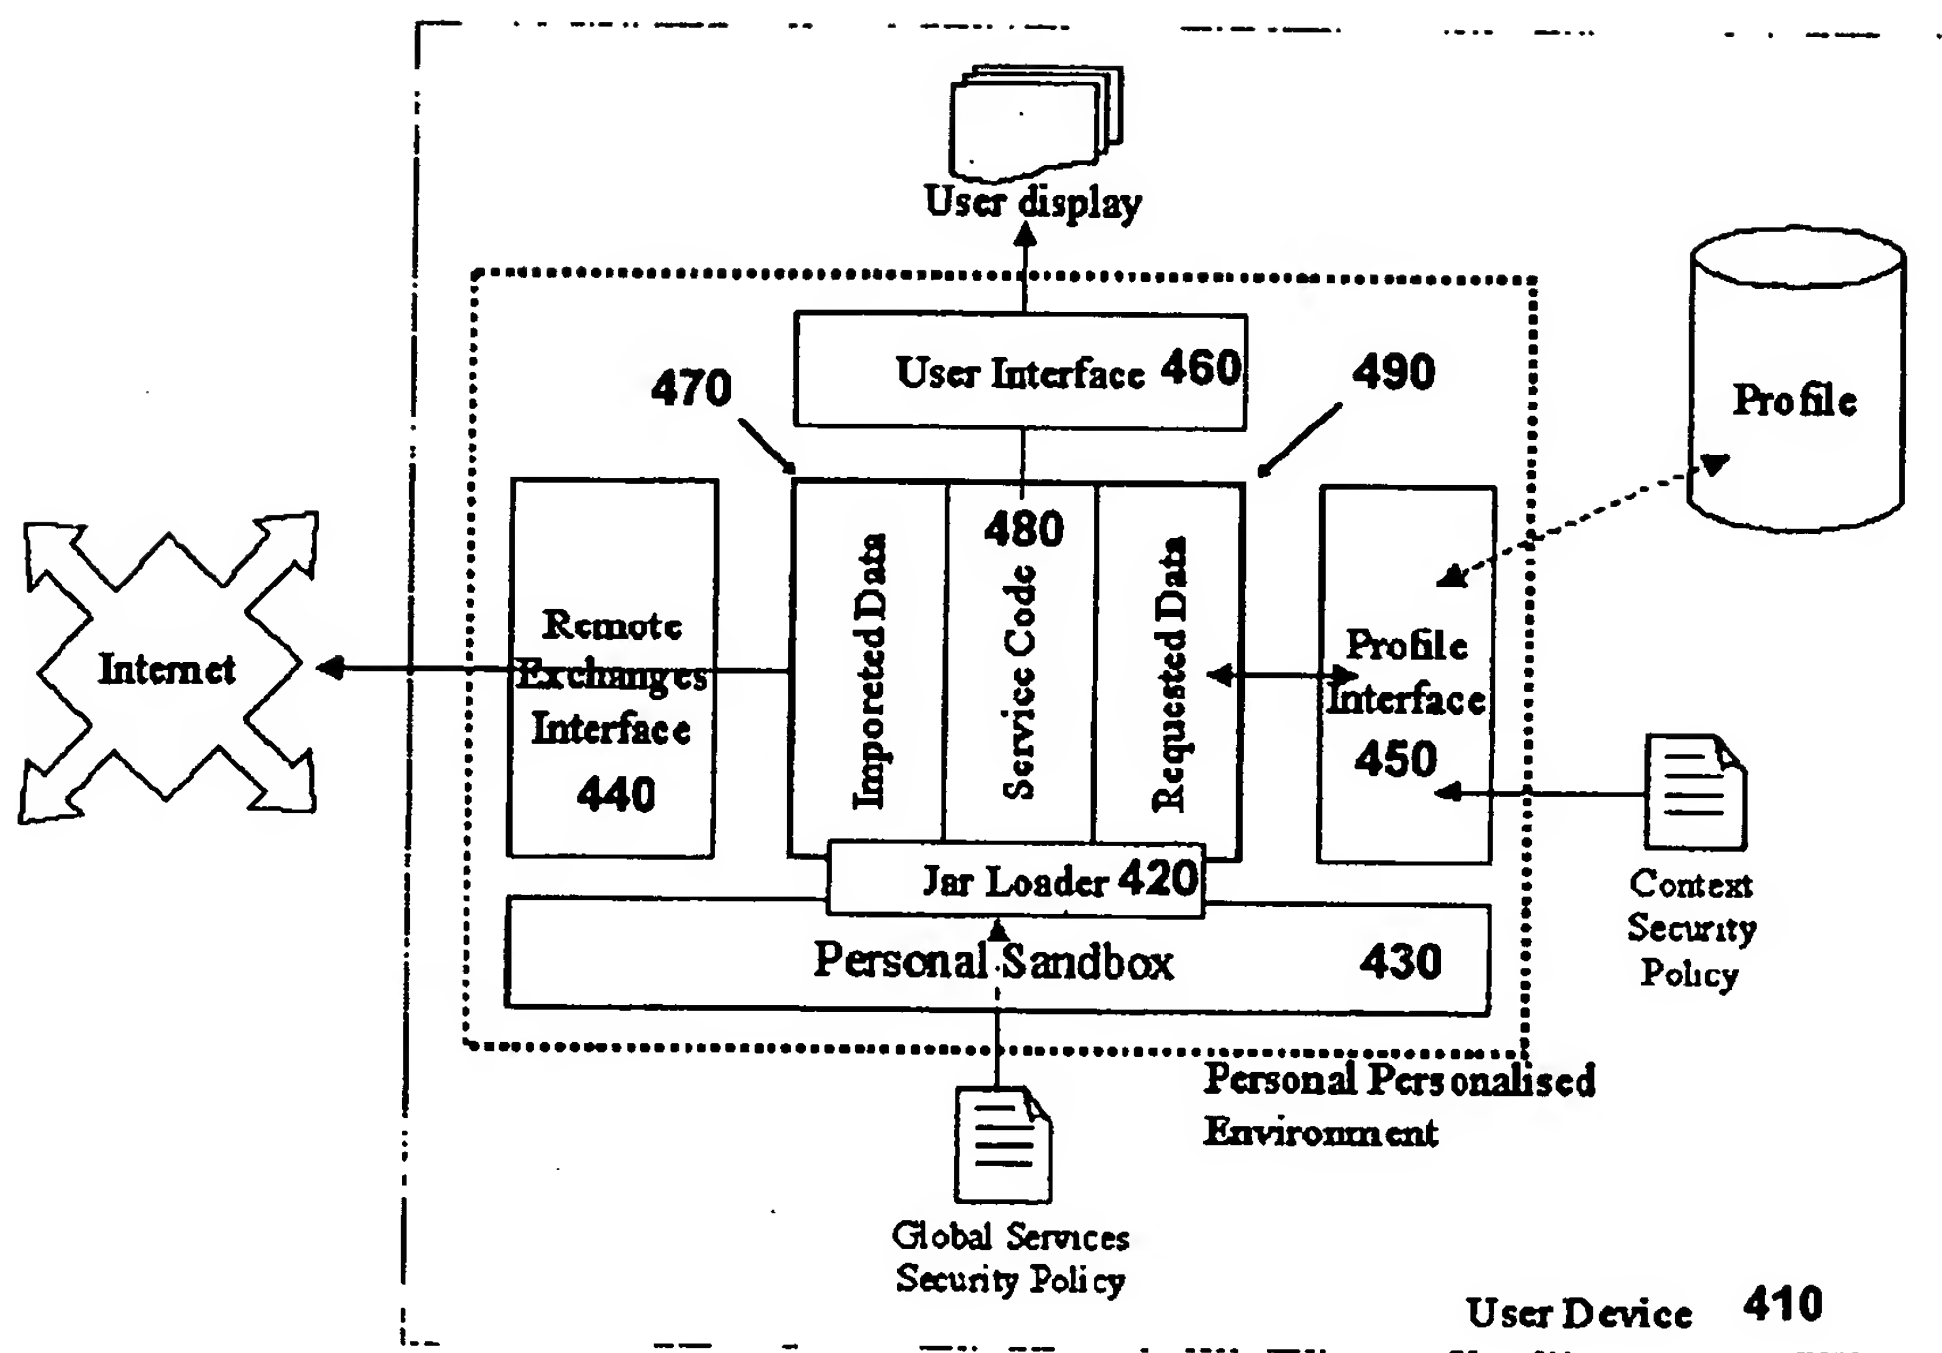 User display
User Interface 460
470
490
Profile
480
Imporeted Data
Service Code
Requested Data
Remote
Exchanges
Interface
440
Internet
Profile
Interface
450
Jar Loader 420
Personal Sandbox 430
Context
Security
Policy
Personal Personalised
Environment
Global Services
Security Policy
User Device 410